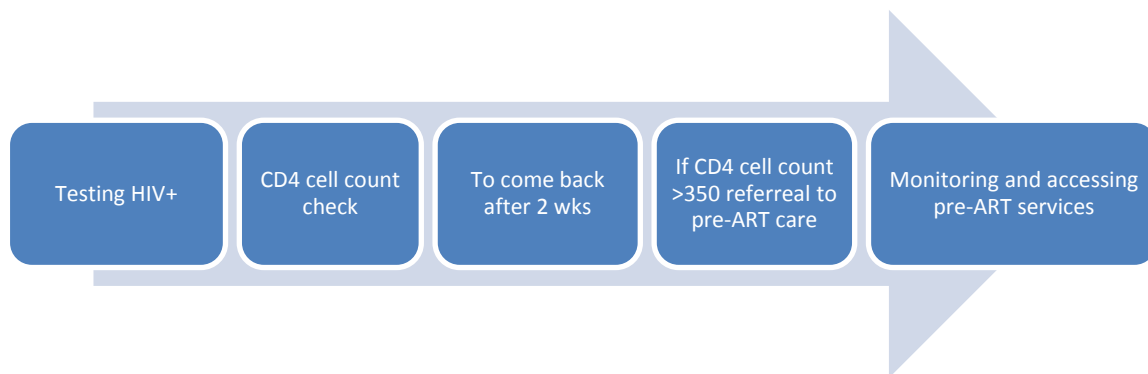 Testing HIV+
CD4 cell count
check
To come back
after 2 wks
If CD4 cell count
>350 referreal to
pre-ART care
Monitoring and accessing
pre-ART services